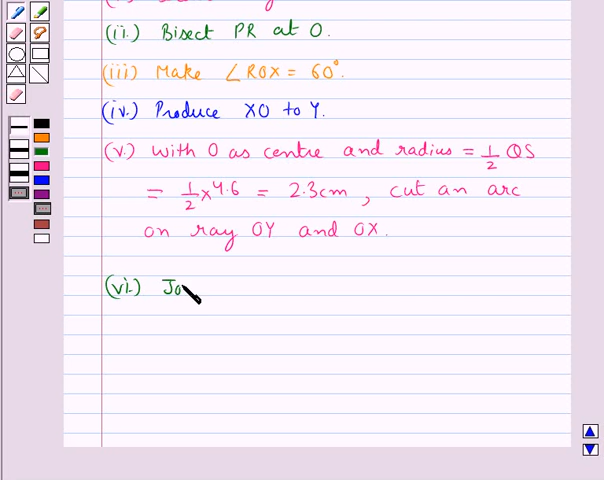 (ii.) Bisect PR at O.
(iii) Make ∠ROX = 60°.
(iv.) Produce XO to Y.
(v.) With O as centre and radius = 1/2 QS
= 1/2 x 4.6 = 2.3cm , cut an arc
on ray OY and OX.
(vi.) Jo